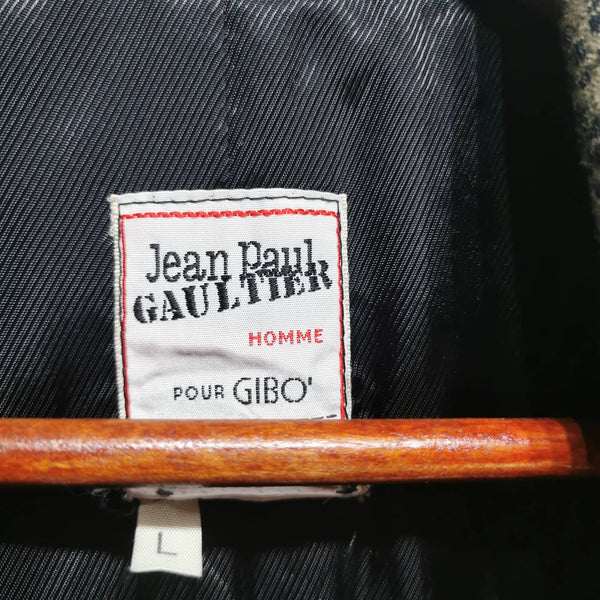 Jean Paul
GAULTIER
HOMME
POUR GIBO'
L